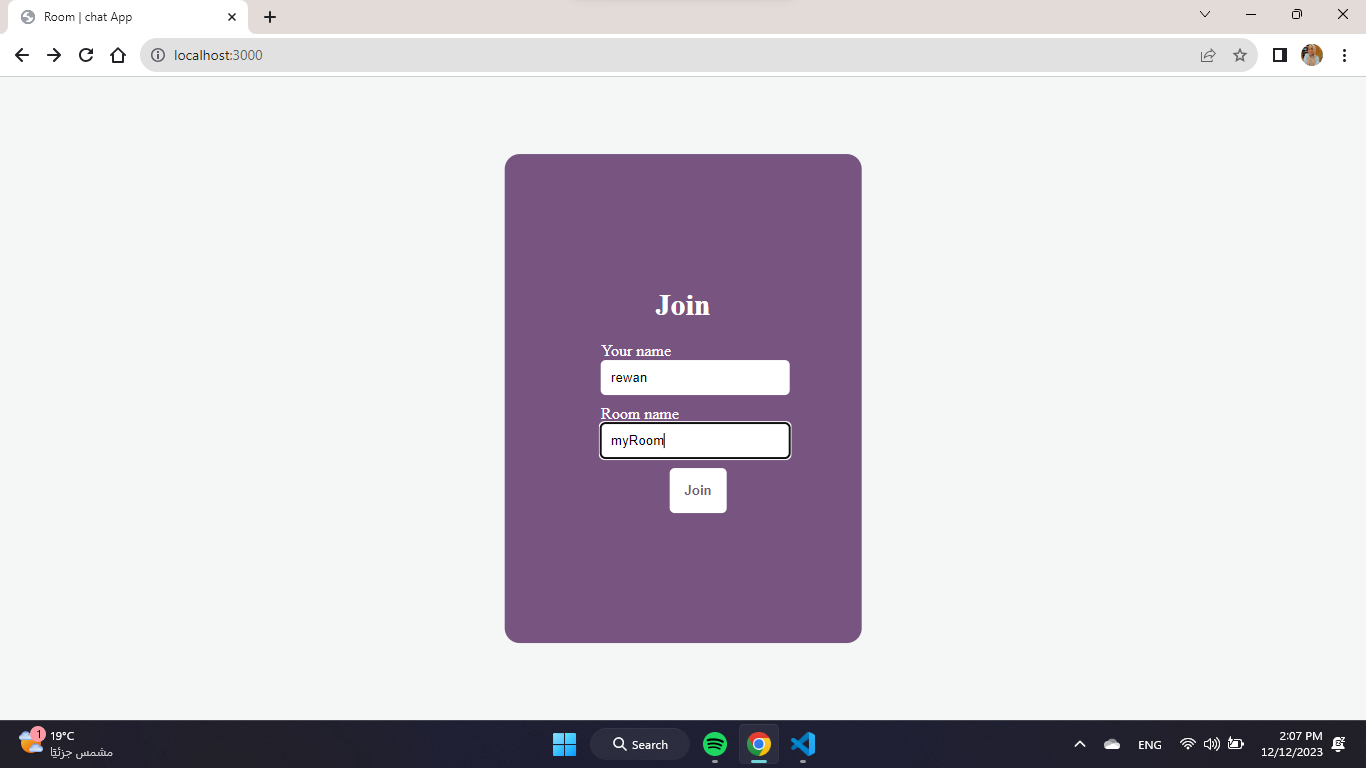 Room | chat App
localhost:3000
Join
Your name
rewan
Room name
myRoom
Join
1
19°C
مشمس جزئيًا
Search
ENG
2:07 PM
12/12/2023